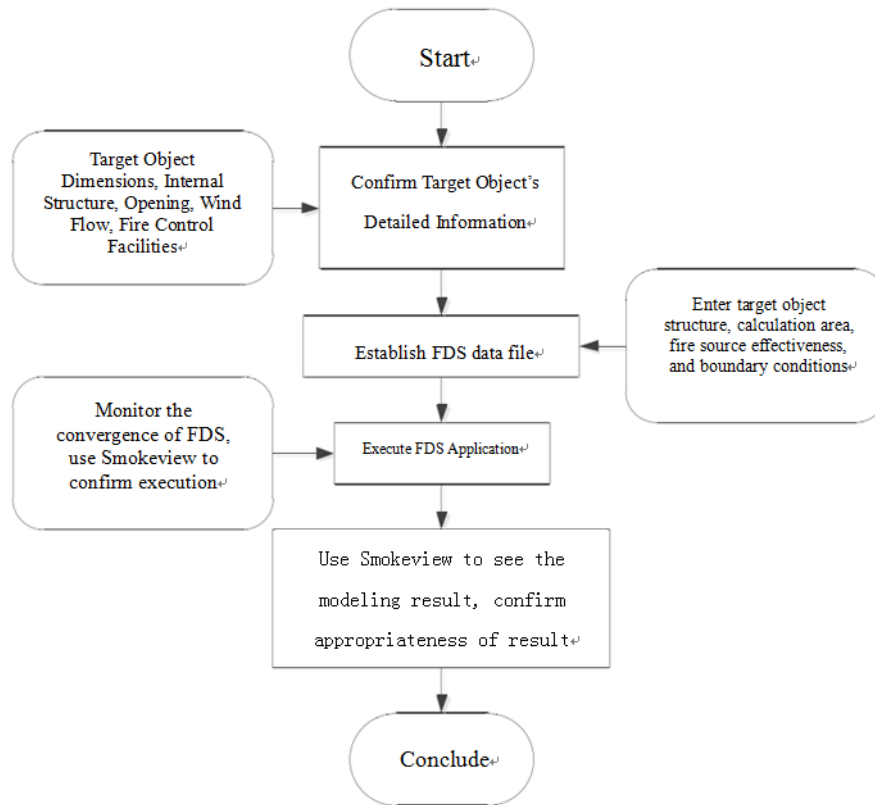 Start
Target Object
Dimensions, Internal
Structure, Opening, Wind
Flow, Fire Control
Facilities
Confirm Target Object’s
Detailed Information
Establish FDS data file
Enter target object
structure, calculation area,
fire source effectiveness,
and boundary conditions
Monitor the
convergence of FDS,
use Smokeview to
confirm execution
Execute FDS Application
Use Smokeview to see the
modeling result, confirm
appropriateness of result
Conclude